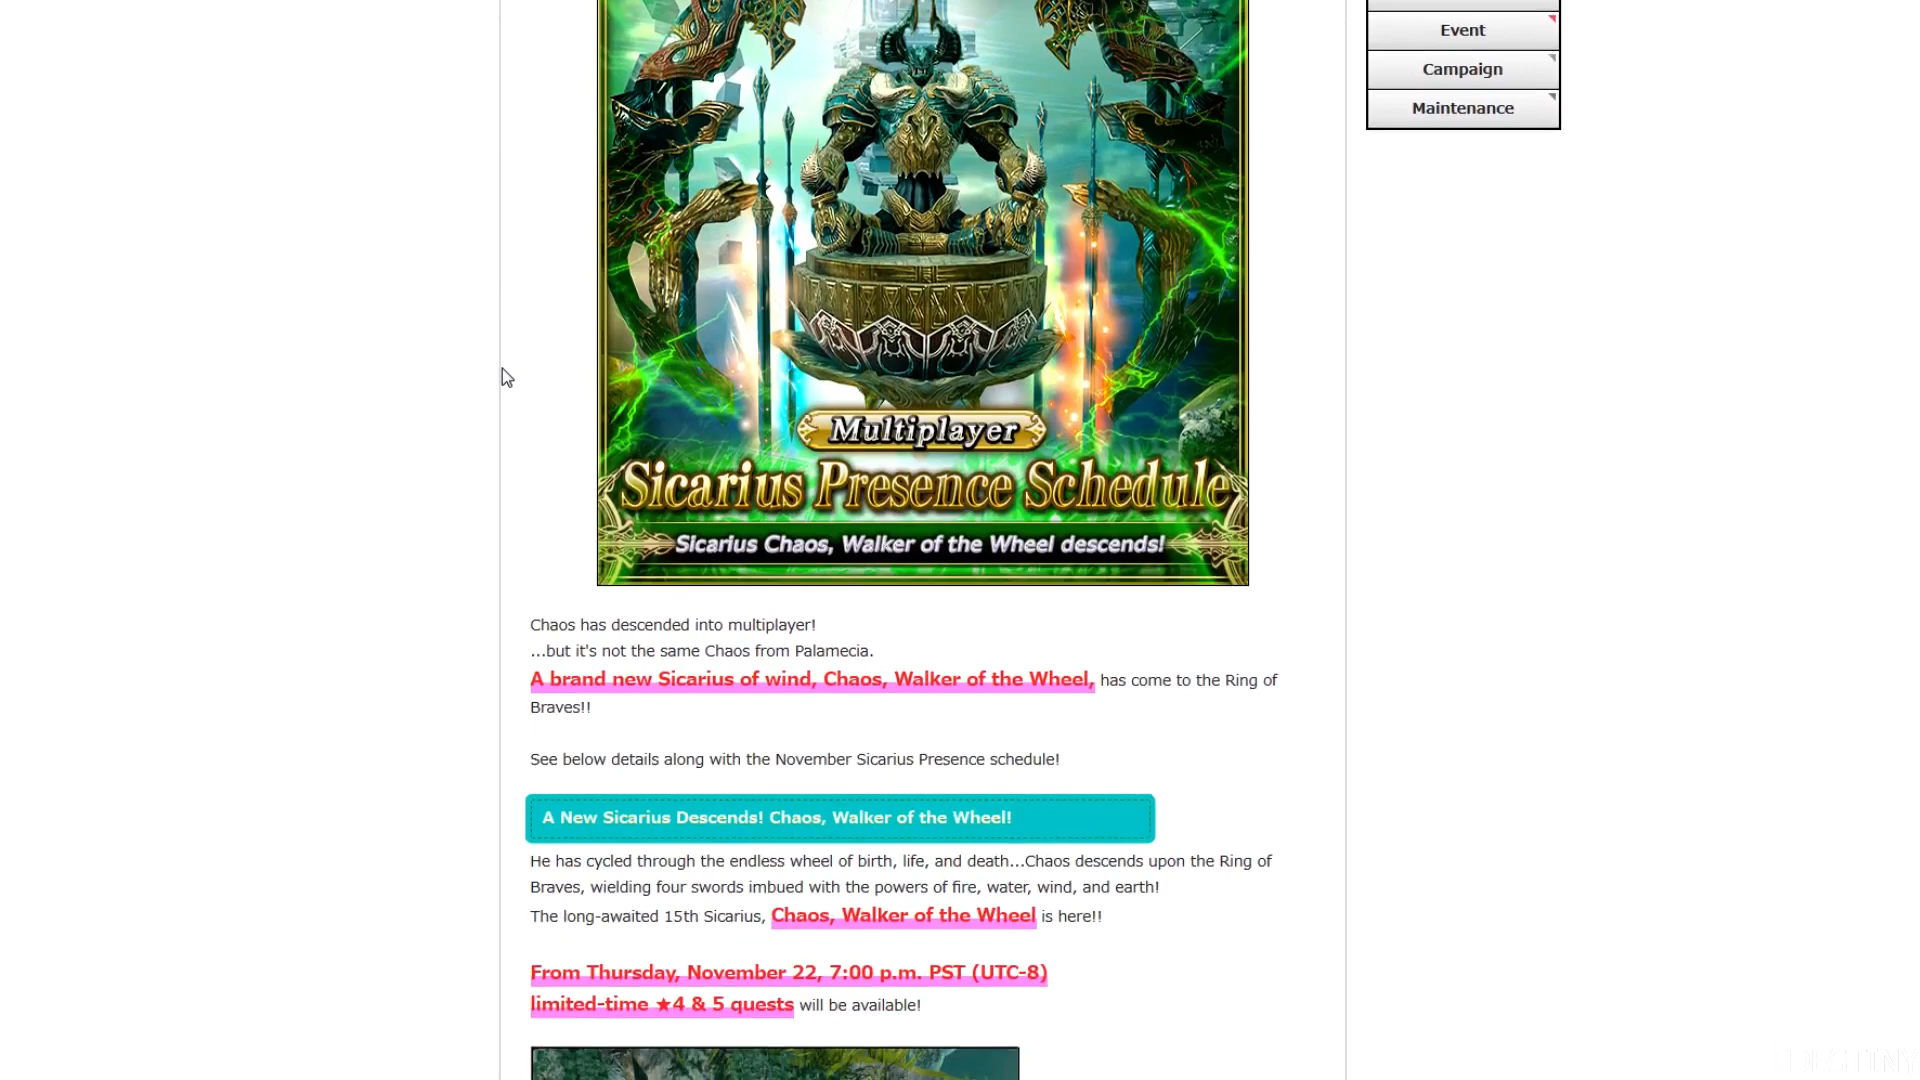 Event
Campaign
Maintenance
Multiplayer
Sicarius Presence Schedule
Sicarius Chaos, Walker of the Wheel descends!
Chaos has descended into multiplayer!
...but it's not the same Chaos from Palamecia.
A brand new Sicarius of wind, Chaos, Walker of the Wheel, has come to the Ring of
Braves!!
See below details along with the November Sicarius Presence schedule!
A New Sicarius Descends! Chaos, Walker of the Wheel!
He has cycled through the endless wheel of birth, life, and death...Chaos descends upon the Ring of
Braves, wielding four swords imbued with the powers of fire, water, wind, and earth!
The long-awaited 15th Sicarius, Chaos, Walker of the Wheel is here!!
From Thursday, November 22, 7:00 p.m. PST (UTC-8)
limited-time ★4 & 5 quests will be available!